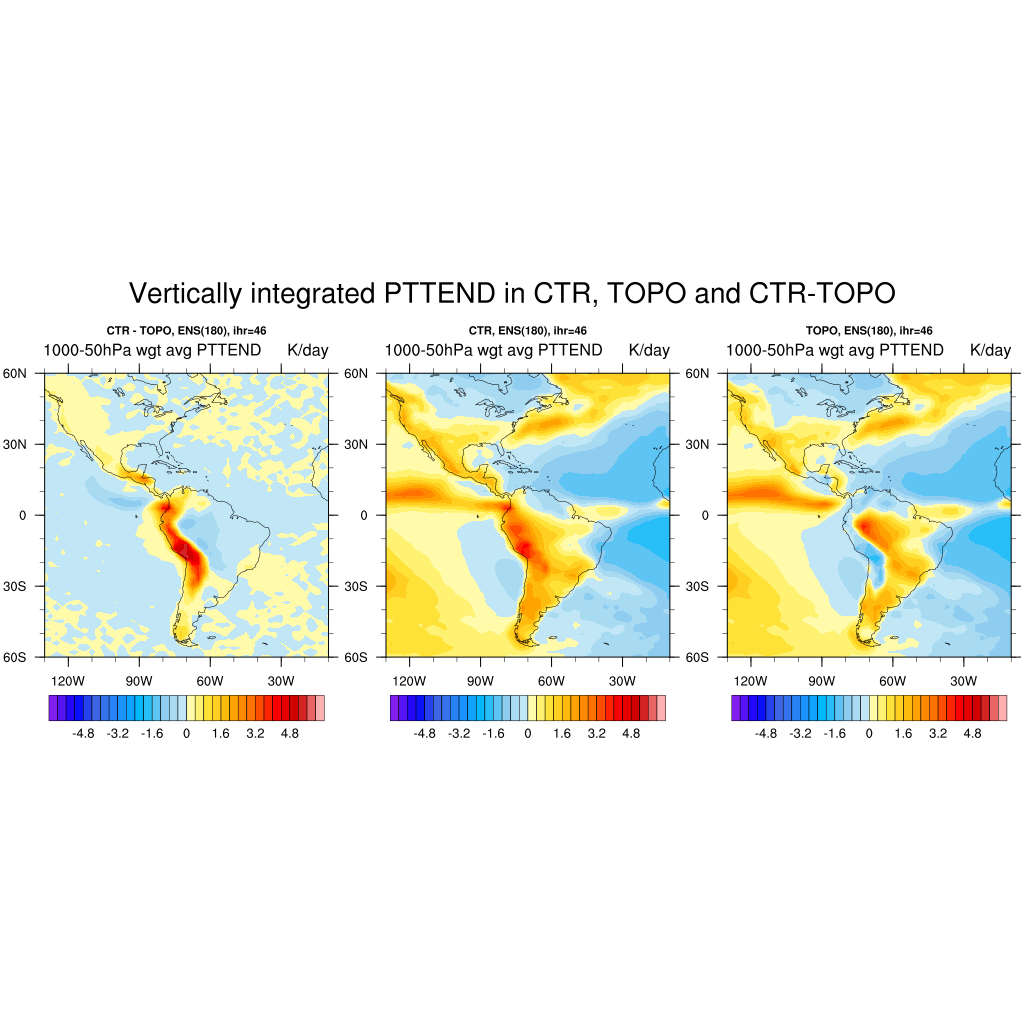 Vertically integrated PTTEND in CTR, TOPO and CTR-TOPO
CTR - TOPO, ENS(180), ihr=46
1000-50hPa wgt avg PTTEND K/day
60N
30N
0
30S
60S
120W 90W 60W 30W
-4.8 -3.2 -1.6 0 1.6 3.2 4.8
CTR, ENS(180), ihr=46
1000-50hPa wgt avg PTTEND K/day
60N
30N
0
30S
60S
120W 90W 60W 30W
-4.8 -3.2 -1.6 0 1.6 3.2 4.8
TOPO, ENS(180), ihr=46
1000-50hPa wgt avg PTTEND K/day
60N
30N
0
30S
60S
120W 90W 60W 30W
-4.8 -3.2 -1.6 0 1.6 3.2 4.8